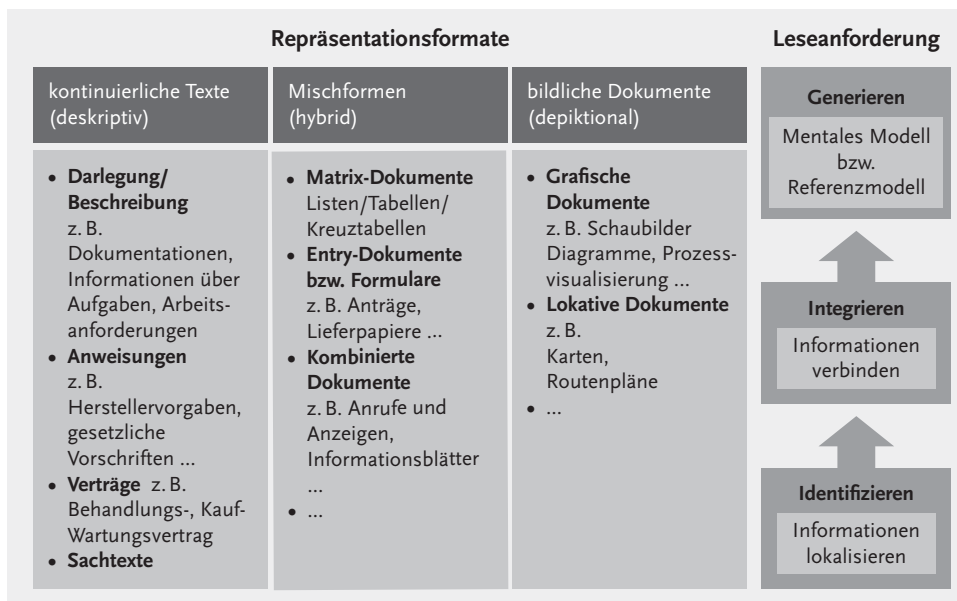 Repräsentationsformate
kontinuierliche Texte
(deskriptiv)
• Darlegung/
Beschreibung
z. B.
Dokumentationen,
Informationen über
Aufgaben, Arbeits-
anforderungen
• Anweisungen
z. B.
Herstellervorgaben,
gesetzliche
Vorschriften ...
• Verträge z. B.
Behandlungs-, Kauf-
Wartungsvertrag
• Sachtexte
Mischformen
(hybrid)
• Matrix-Dokumente
Listen/Tabellen/
Kreuztabellen
• Entry-Dokumente
bzw. Formulare
z. B. Anträge,
Lieferpapiere ...
• Kombinierte
Dokumente
z. B. Anrufe und
Anzeigen,
Informationsblätter
...
• ...
bildliche Dokumente
(depiktional)
• Grafische
Dokumente
z. B. Schaubilder
Diagramme, Prozess-
visualisierung ...
• Lokative Dokumente
z. B.
Karten,
Routenpläne
• ...
Leseanforderung
Generieren
Mentales Modell
bzw.
Referenzmodell
Integrieren
Informationen
verbinden
Identifizieren
Informationen
lokalisieren